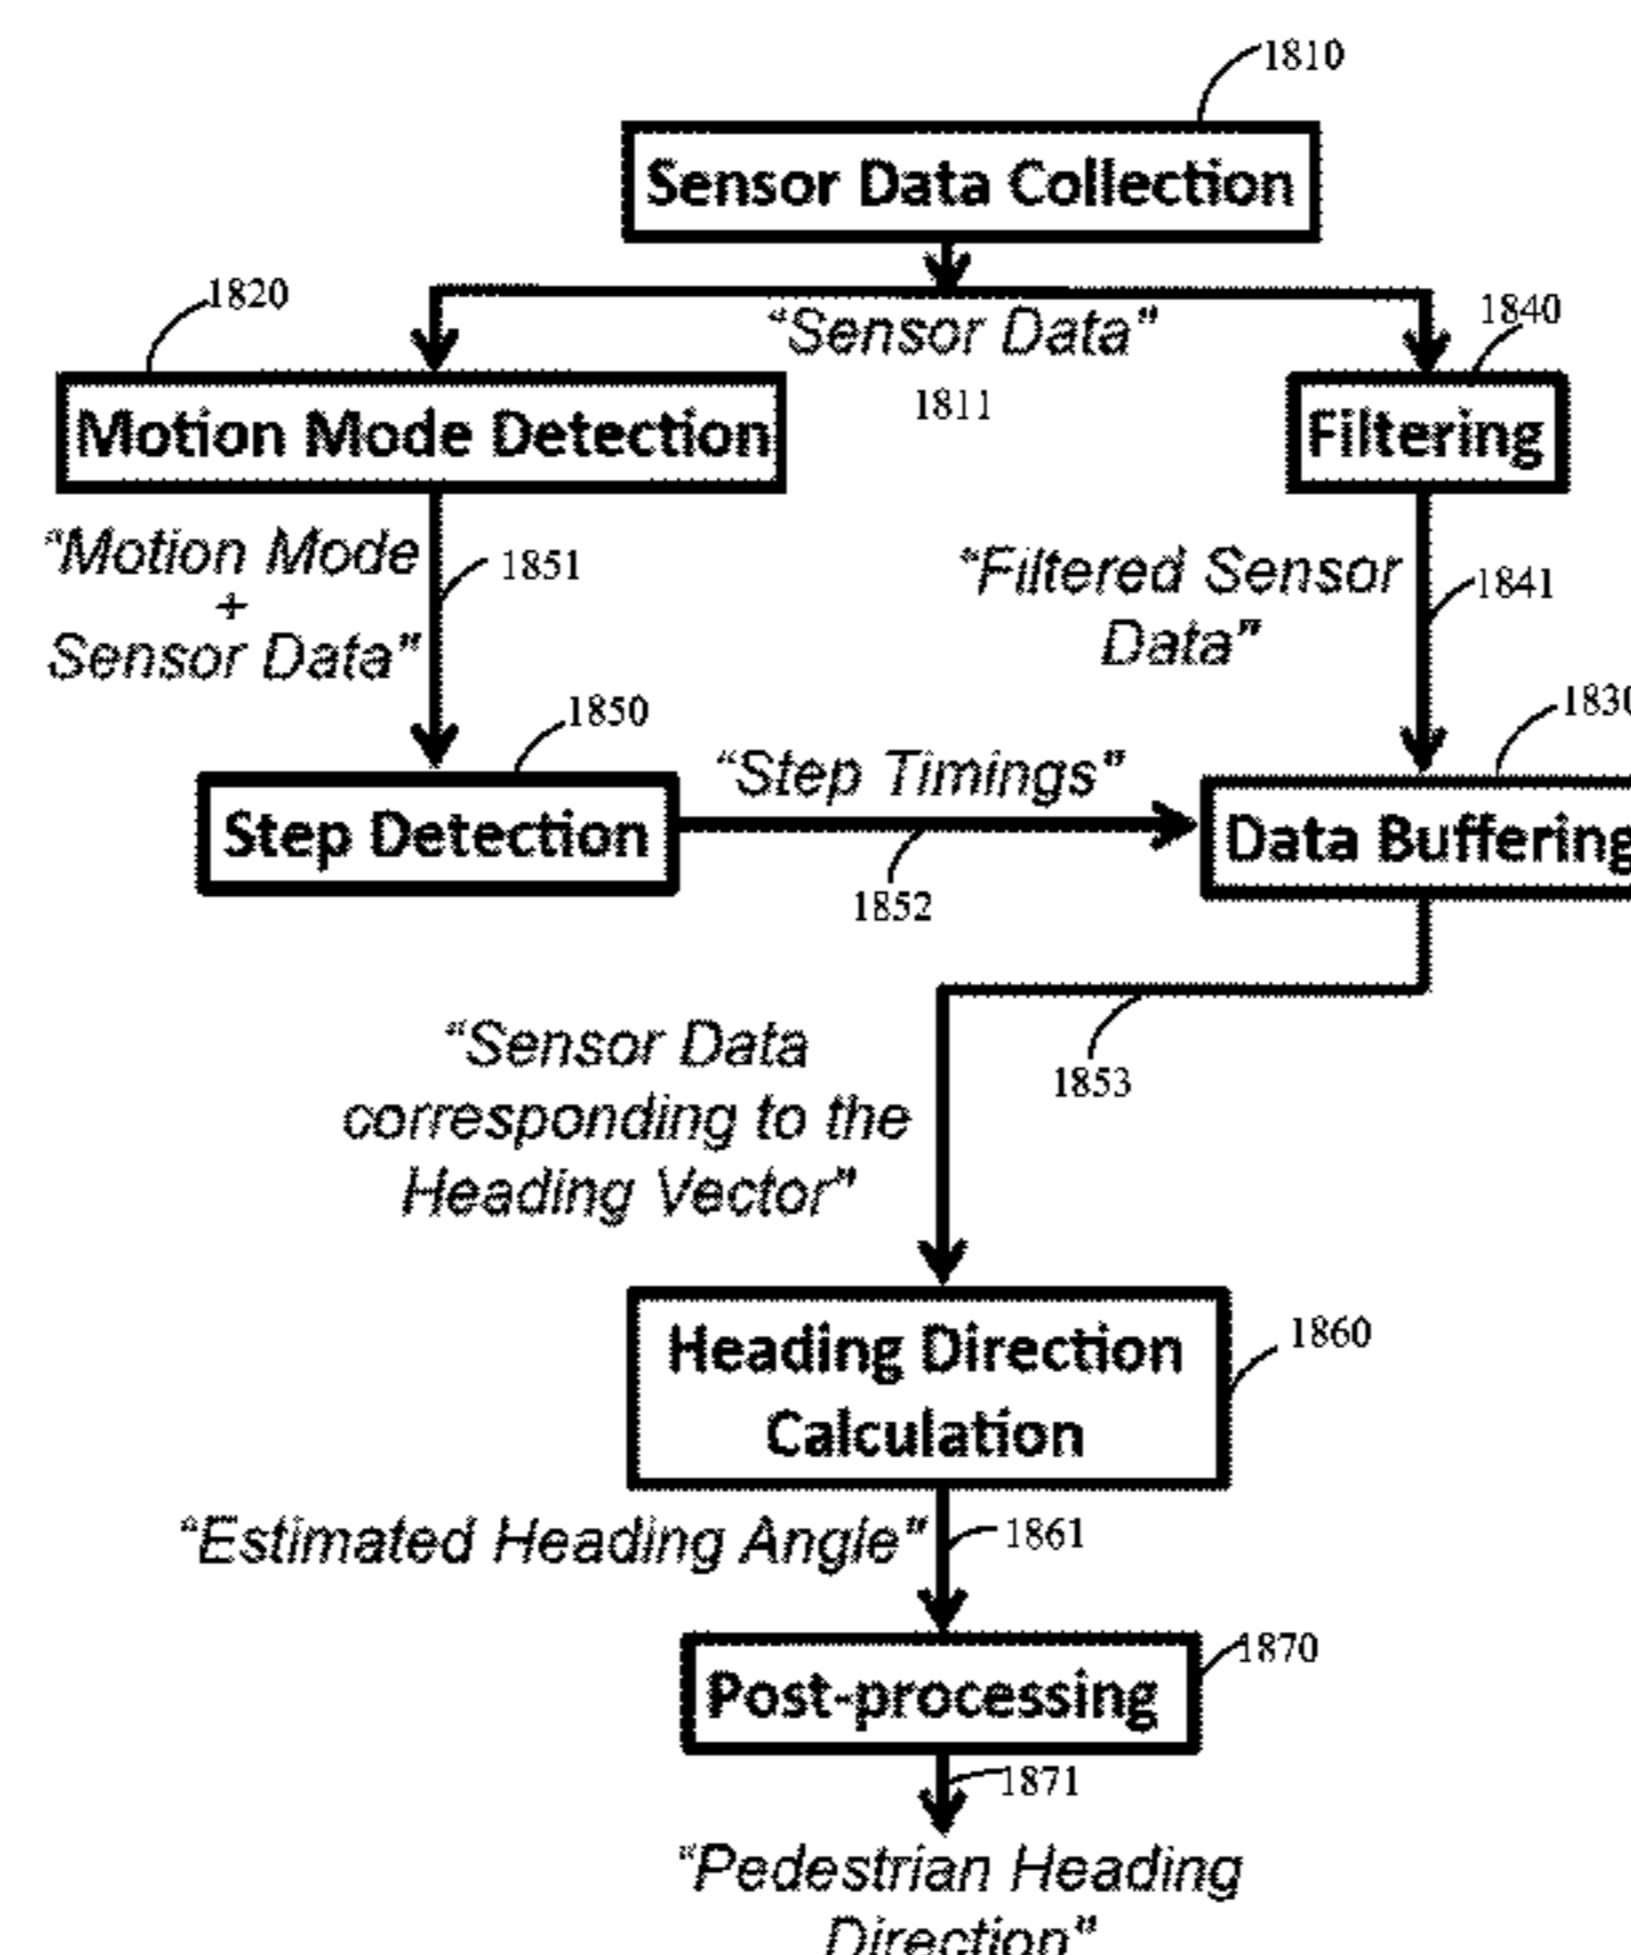 1810
Sensor Data Collection
1820
"Sensor Data"
1840
1811
Motion Mode Detection
Filtering
"Motion Mode
+
Sensor Data"
1851
"Filtered Sensor
Data"
1841
1850
1830
Step Detection
"Step Timings"
Data Buffering
1852
1853
"Sensor Data
corresponding to the
Heading Vector"
Heading Direction
Calculation
1860
"Estimated Heading Angle"
1861
Post-processing
1870
1871
"Pedestrian Heading
Direction"